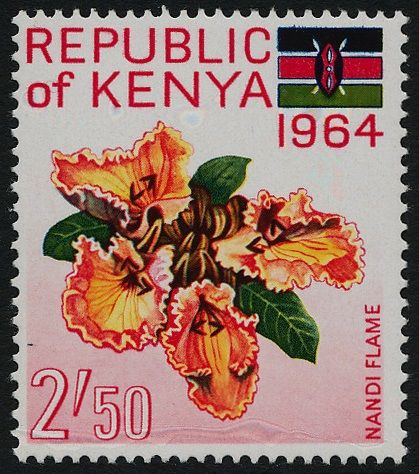 REPUBLIC
of KENYA
1964
NANDI FLAME
2/50